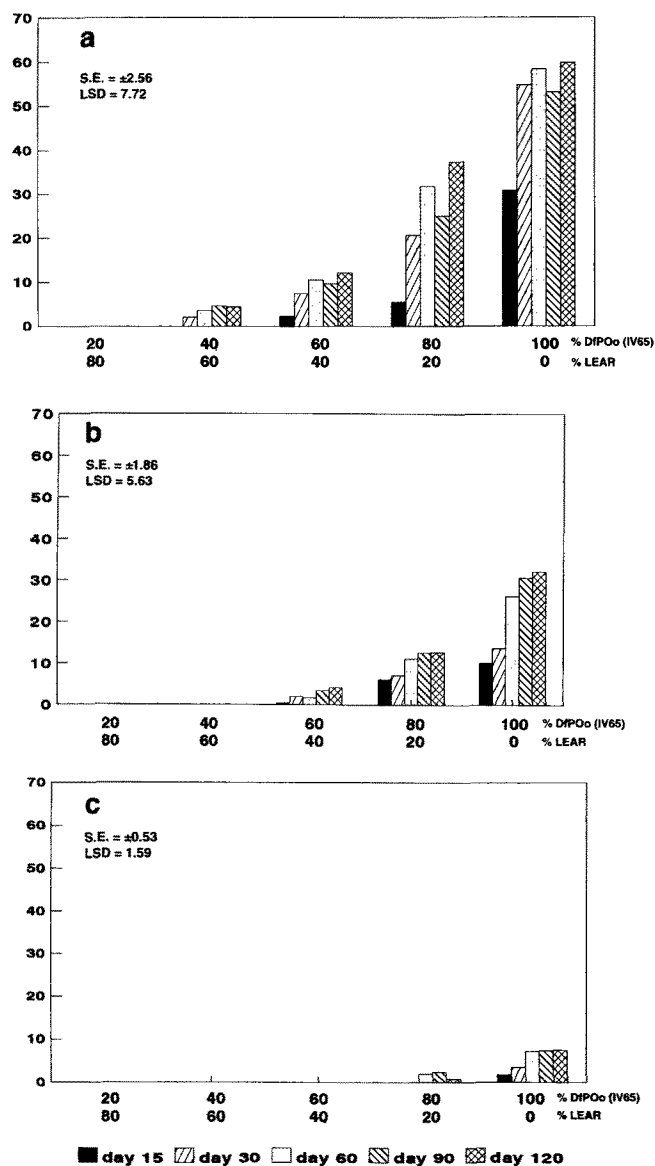 a
S.E. = ±2.56
LSD = 7.72
70
60
50
40
30
20
10
0
20 40 60 80 100 % DfPOo (IV65)
80 60 40 20 0 % LEAR
b
S.E. = ±1.86
LSD = 5.63
70
60
50
40
30
20
10
0
20 40 60 80 100 % DfPOo (IV65)
80 60 40 20 0 % LEAR
c
S.E. = ±0.53
LSD = 1.59
70
60
50
40
30
20
10
0
20 40 60 80 100 % DfPOo (IV65)
80 60 40 20 0 % LEAR
day 15 day 30 day 60 day 90 day 120